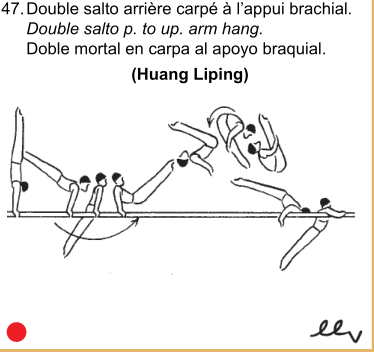 47. Double salto arrière carpé à l'appui brachial.
Double salto p. to up. arm hang.
Doble mortal en carpa al apoyo braquial.
(Huang Liping)